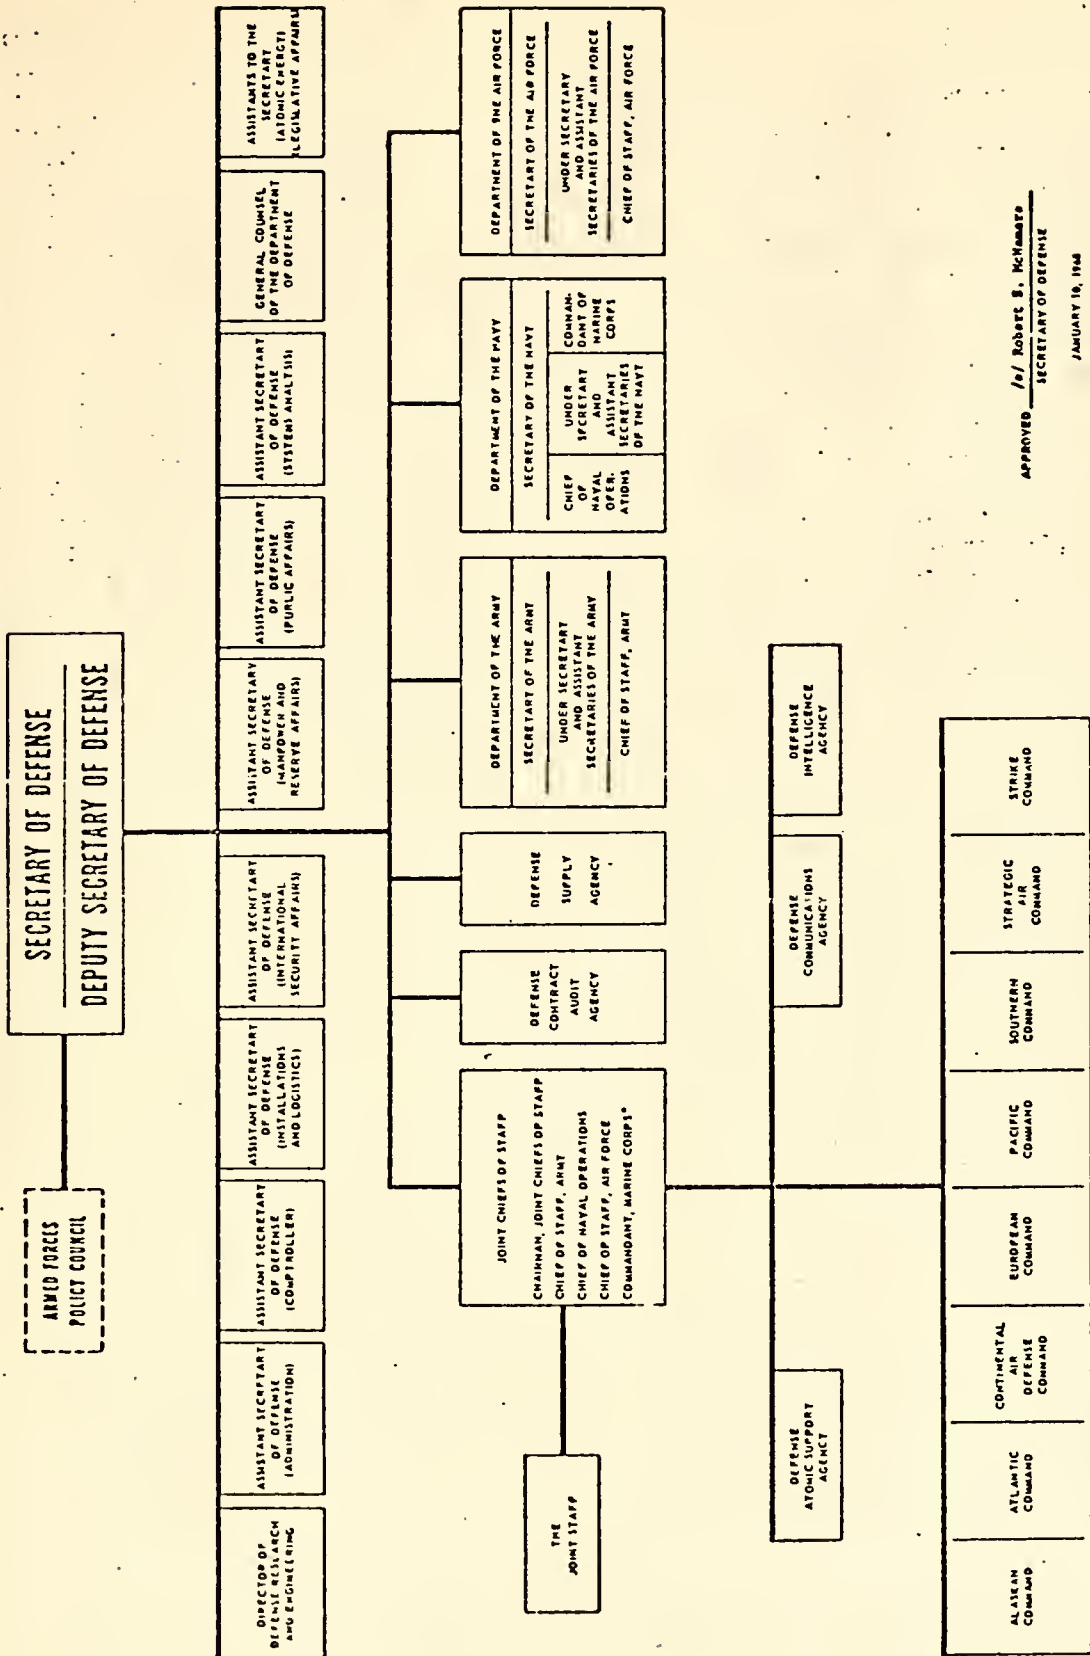 SECRETARY OF DEFENSE
DEPUTY SECRETARY OF DEFENSE
ARMED FORCES
POLICY COUNCIL
DIRECTOR OF
DEFENSE RESEARCH
AND ENGINEERING
ASSISTANT SECRETARY
OF DEFENSE
(ADMINISTRATION)
ASSISTANT SECRETARY
OF DEFENSE
(COMPTROLLER)
ASSISTANT SECRETART
OF DEFENSE
(INSTALLATIONS
AND LOGISTICS)
ASSISTANT SECRETARY
OF DEFENSE
(INTERNATIONAL
SECURITY AFFAIRS)
ASSISTANT SECRETARY
OF DEFENSE
(MANPOWER AND
RESERVE AFFAIRS)
ASSISTANT SECRETART
OF DEFENSE
(PUBLIC AFFAIRS)
ASSISTANT SECRETART
OF DEFENSE
(SYSTEMS ANALYSIS)
GENERAL COUNSEL
OF THE DEPARTMENT
OF DEFENSE
ASSISTANTS TO THE
SECRETARY
(ATOMIC ENERGY)
(LEGISLATIVE AFFAIRS)
JOINT CHIEFS OF STAFF
CHAIRMAN, JOINT CHIEFS OF STAFF
CHIEF OF STAFF, ARMY
CHIEF OF NAVAL OPERATIONS
CHIEF OF STAFF, AIR FORCE
COMMANDANT, MARINE CORPS*
DEFENSE
CONTRACT
AUDIT
AGENCY
DEFENSE
SUPPLY
AGENCY
DEPARTMENT OF THE ARMY
SECRETARY OF THE ARMY
UNDER SECRETARY
AND ASSISTANT
SECRETARIES OF THE ARMY
CHIEF OF STAFF, ARMY
DEPARTMENT OF THE NAVY
SECRETARY OF THE NAVY
CHIEF
OF
NAVAL
OPER-
ATIONS
UNDER
SECRETARY
AND
ASSISTANT
SECRETARIES
OF THE NAVY
COMMAN-
DANT OF
MARINE
CORPS
DEPARTMENT OF THE AIR FORCE
SECRETARY OF THE AIR FORCE
UNDER SECRETARY
AND ASSISTANT
SECRETARIES OF THE AIR FORCE
CHIEF OF STAFF, AIR FORCE
THE
JOINT STAFF
DEFENSE
ATOMIC SUPPORT
AGENCY
DEFENSE
COMMUNICATIONS
AGENCY
DEFENSE
INTELLIGENCE
AGENCY
ALASKAN
COMMAND
ATLANTIC
COMMAND
CONTINENTAL
AIR
DEFENSE
COMMAND
EUROPEAN
COMMAND
PACIFIC
COMMAND
SOUTHERN
COMMAND
STRATEGIC
AIR
COMMAND
STRIKE
COMMAND
APPROVED /s/ Robert S. McNamara
SECRETARY OF DEFENSE
JANUARY 10, 1968